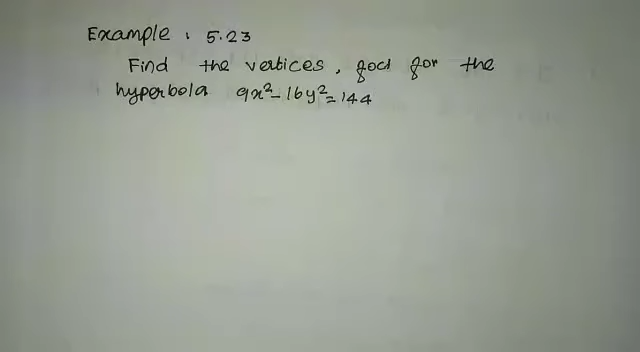 Example : 5.23
Find the vertices, foci for the
hyperbola 9x²-16y²=144